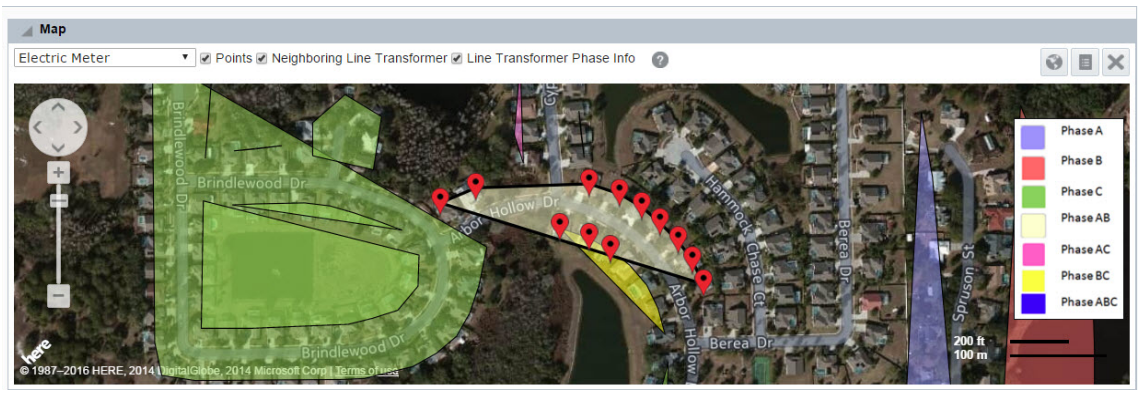 Map
Electric Meter
Points
Neighboring Line Transformer
Line Transformer Phase Info
?
Brindlewood Dr
Brindlewood Dr
Brindlewood Dr
Arbor Hollow Dr
Cyp
Hammock Chase Ct
Berea Dr
Berea Dr
Arbor Hollow
Spruson St
Phase A
Phase B
Phase C
Phase AB
Phase AC
Phase BC
Phase ABC
200 ft
100 m
here
© 1987–2016 HERE, 2014 DigitalGlobe, 2014 Microsoft Corp | Terms of use